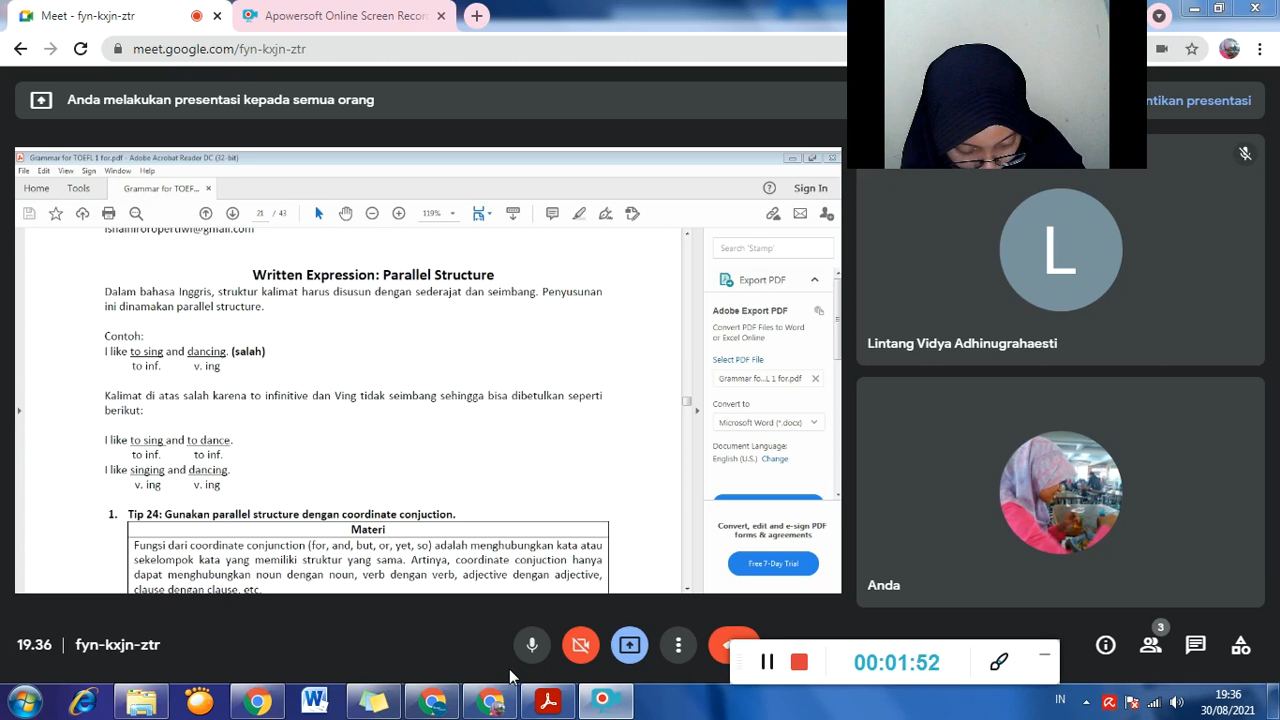 Meet - fyn-kxjn-ztr
Apowersoft Online Screen Recor
meet.google.com/fyn-kxjn-ztr
Anda melakukan presentasi kepada semua orang
ntikan presentasi
Grammar for TOEFL 1 for.pdf - Adobe Acrobat Reader DC (32-bit)
File Edit View Sign Window Help
Home Tools Grammar for TOEF... Sign In
21 / 43 119%
Written Expression: Parallel Structure
Dalam bahasa Inggris, struktur kalimat harus disusun dengan sederajat dan seimbang. Penyusunan
ini dinamakan parallel structure.
Contoh:
I like to sing and dancing. (salah)
to inf. v. ing
Kalimat di atas salah karena to infinitive dan Ving tidak seimbang sehingga bisa dibetulkan seperti
berikut:
I like to sing and to dance.
to inf. to inf.
I like singing and dancing.
v. ing v. ing
1. Tip 24: Gunakan parallel structure dengan coordinate conjuction.
Materi
Fungsi dari coordinate conjunction (for, and, but, or, yet, so) adalah menghubungkan kata atau
sekelompok kata yang memiliki struktur yang sama. Artinya, coordinate conjuction hanya
dapat menghubungkan noun dengan noun, verb dengan verb, adjective dengan adjective,
clause dengan clause, etc.
Search 'Stamp'
Export PDF
Adobe Export PDF
Convert PDF Files to Word
or Excel Online
Select PDF File
Grammar fo...L 1 for.pdf
Convert to
Microsoft Word (*.docx)
Document Language:
English (U.S.) Change
Convert, edit and e-sign PDF
forms & agreements
Free 7-Day Trial
L
Lintang Vidya Adhinugrahaesti
Anda
19.36 fyn-kxjn-ztr
3
00:01:52
IN
19:36
30/08/2021